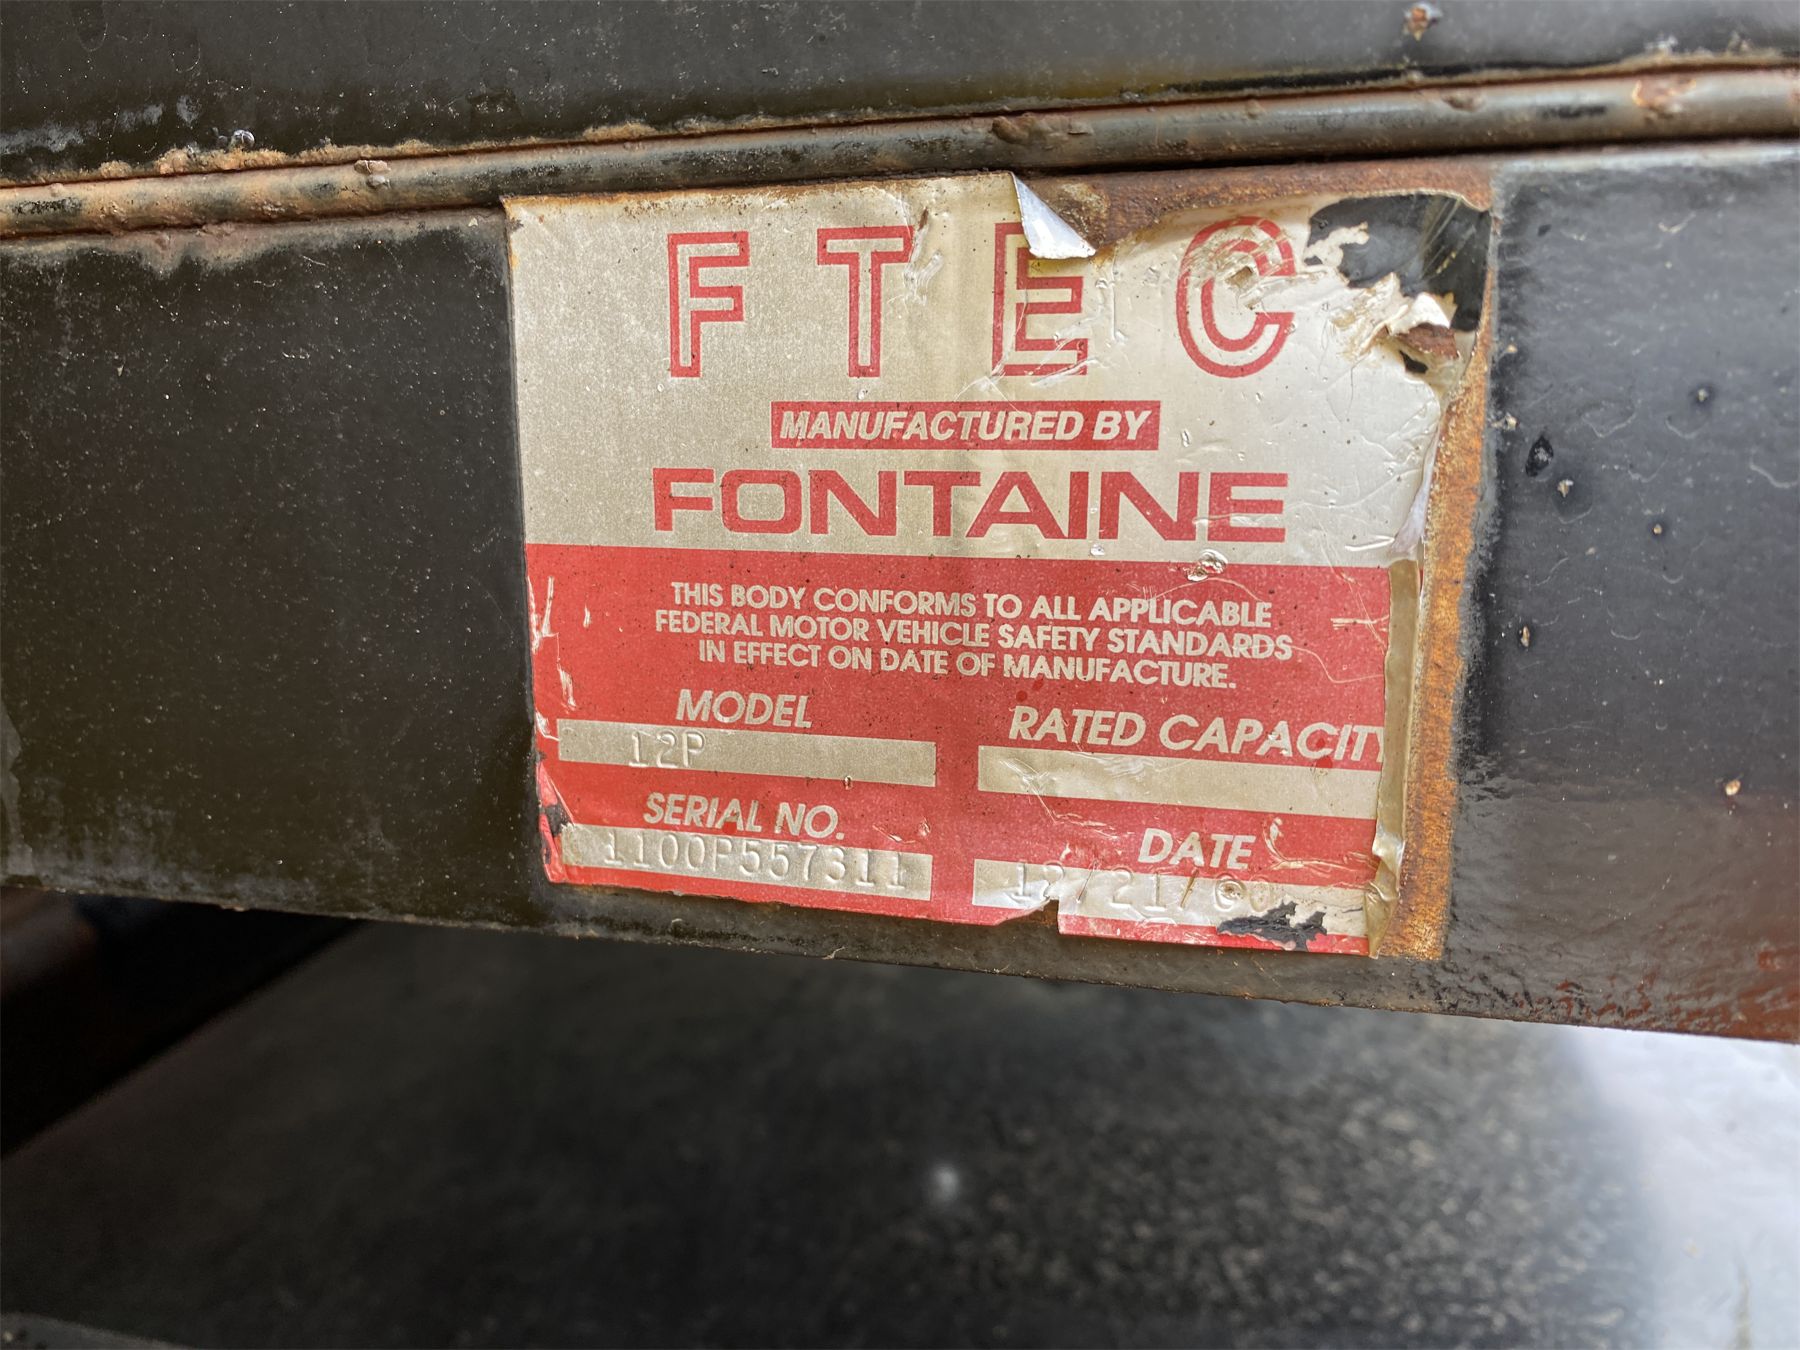 FTEC
MANUFACTURED BY
FONTAINE
THIS BODY CONFORMS TO ALL APPLICABLE
FEDERAL MOTOR VEHICLE SAFETY STANDARDS
IN EFFECT ON DATE OF MANUFACTURE.
MODEL
12P
RATED CAPACITY
SERIAL NO.
1100P557311
DATE